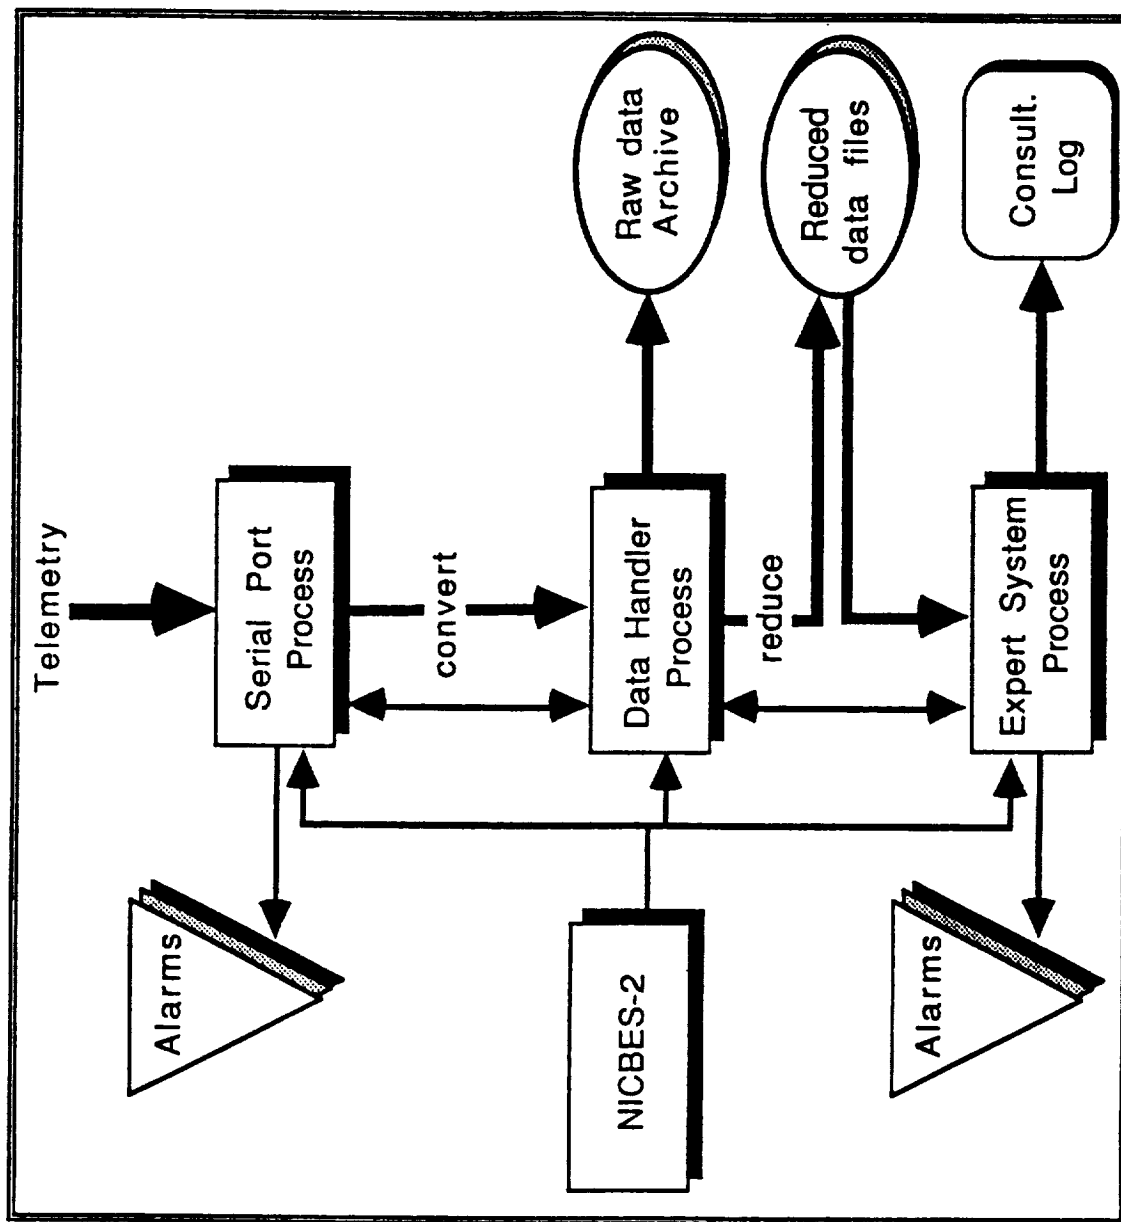 Telemetry
Serial Port
Process
Alarms
convert
Data Handler
Process
Raw data
Archive
NICBES-2
reduce
Reduced
data files
Expert System
Process
Consult.
Log
Alarms